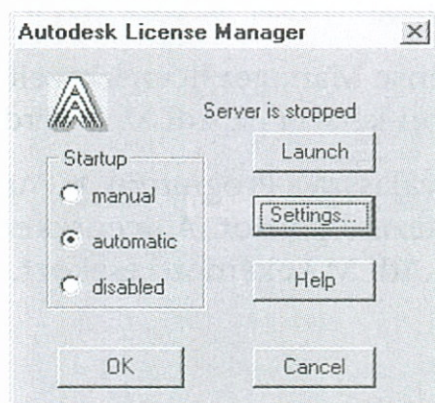 Autodesk License Manager
Server is stopped
Startup
manual
automatic
disabled
Launch
Settings...
Help
OK
Cancel